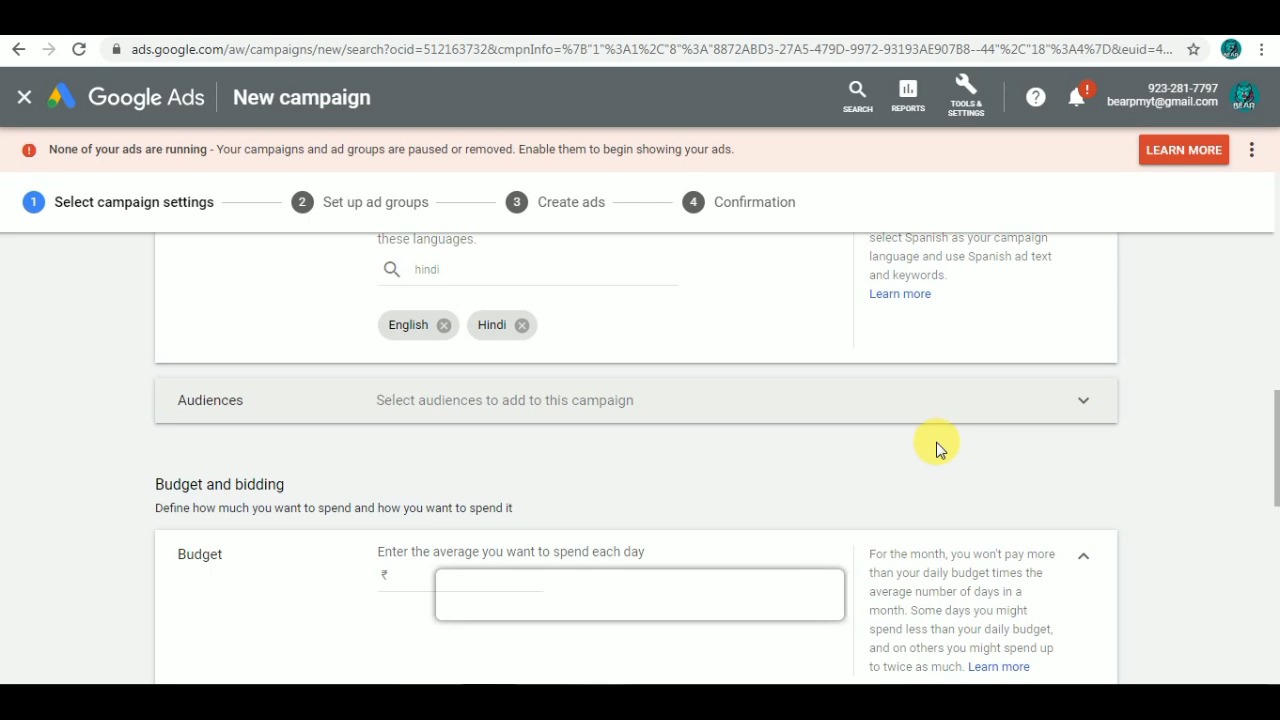 ads.google.com/aw/campaigns/new/search?ocid=512163732&cmpnInfo=%7B"1"%3A1%2C"8"%3A"8872ABD3-27A5-479D-9972-93193AE907B8--44"%2C"18"%3A4%7D&euid=4...
Google Ads
New campaign
SEARCH
REPORTS
TOOLS &
SETTINGS
923-281-7797
bearpmyt@gmail.com
BEAR
None of your ads are running - Your campaigns and ad groups are paused or removed. Enable them to begin showing your ads.
LEARN MORE
1 Select campaign settings
2 Set up ad groups
3 Create ads
4 Confirmation
these languages.
hindi
English
Hindi
select Spanish as your campaign
language and use Spanish ad text
and keywords.
Learn more
Audiences
Select audiences to add to this campaign
Budget and bidding
Define how much you want to spend and how you want to spend it
Budget
Enter the average you want to spend each day
₹
For the month, you won't pay more
than your daily budget times the
average number of days in a
month. Some days you might
spend less than your daily budget,
and on others you might spend up
to twice as much. Learn more